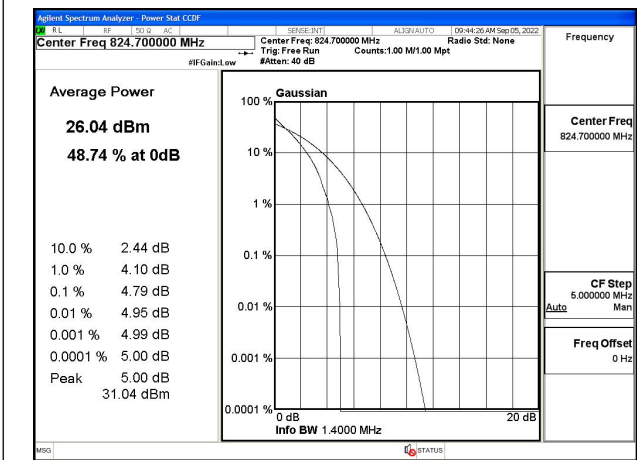 Agilent Spectrum Analyzer - Power Stat CCDF
RL RF 50 Ω AC SENSE:INT ALIGN AUTO 09:44:26 AM Sep 05, 2022
Center Freq 824.700000 MHz
Center Freq: 824.700000 MHz Radio Std: None
Trig: Free Run Counts:1.00 M/1.00 Mpt
#IFGain:Low #Atten: 40 dB
Frequency
Average Power
26.04 dBm
48.74 % at 0dB
10.0 % 2.44 dB
1.0 % 4.10 dB
0.1 % 4.79 dB
0.01 % 4.95 dB
0.001 % 4.99 dB
0.0001 % 5.00 dB
Peak 5.00 dB
31.04 dBm
Gaussian
100 %
10 %
1 %
0.1 %
0.01 %
0.001 %
0.0001 %
0 dB 20 dB
Info BW 1.4000 MHz
Center Freq
824.700000 MHz
CF Step
5.000000 MHz
Auto Man
Freq Offset
0 Hz
MSG STATUS